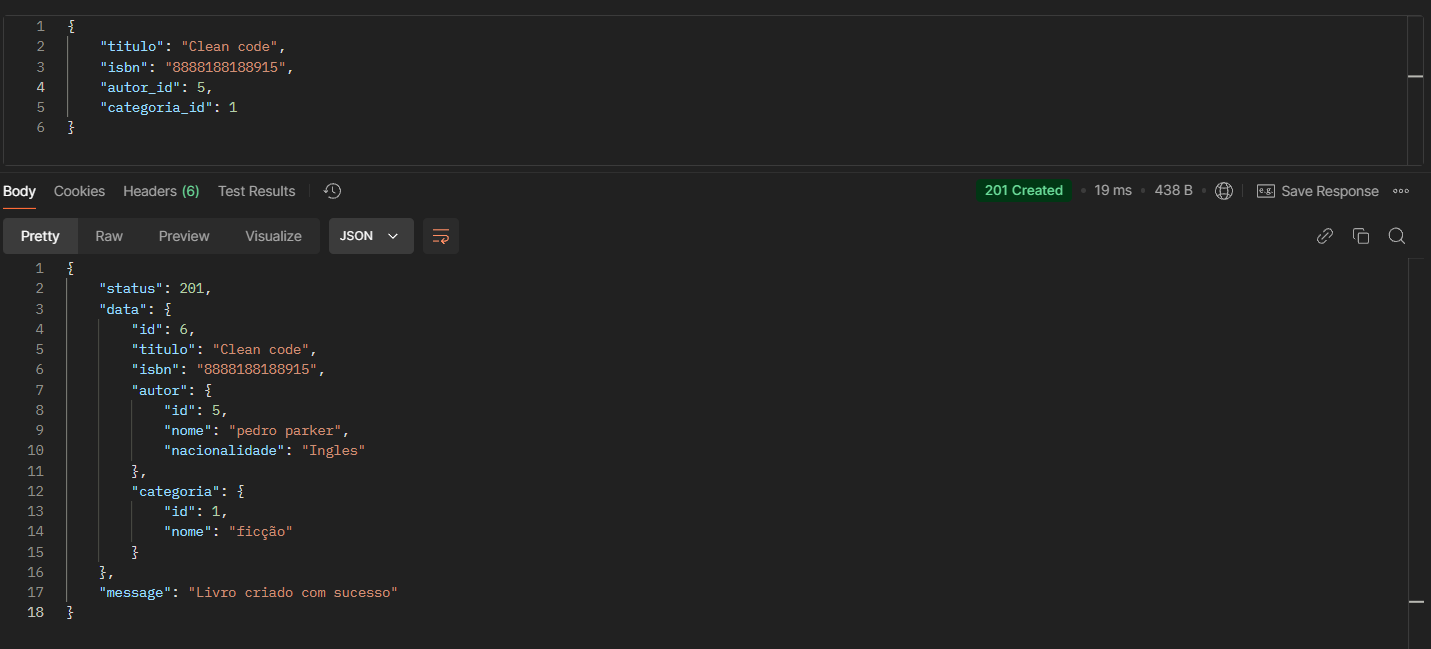 1 {
2 "titulo": "Clean code",
3 "isbn": "8888188188915",
4 "autor_id": 5,
5 "categoria_id": 1
6 }
Body Cookies Headers (6) Test Results 201 Created • 19 ms • 438 B • e.g. Save Response
Pretty Raw Preview Visualize JSON
1 {
2 "status": 201,
3 "data": {
4 "id": 6,
5 "titulo": "Clean code",
6 "isbn": "8888188188915",
7 "autor": {
8 "id": 5,
9 "nome": "pedro parker",
10 "nacionalidade": "Ingles"
11 },
12 "categoria": {
13 "id": 1,
14 "nome": "ficção"
15 }
16 },
17 "message": "Livro criado com sucesso"
18 }